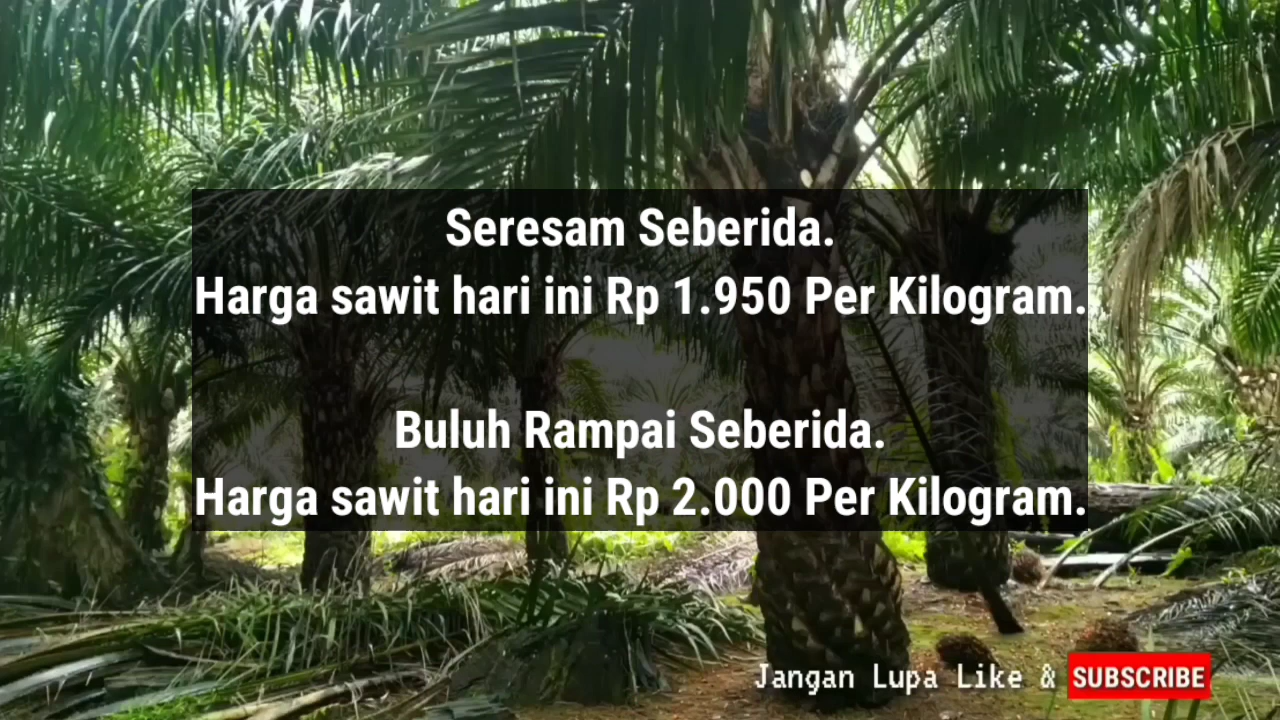 Seresam Seberida.
Harga sawit hari ini Rp 1.950 Per Kilogram.
Buluh Rampai Seberida.
Harga sawit hari ini Rp 2.000 Per Kilogram.
Jangan Lupa Like & SUBSCRIBE